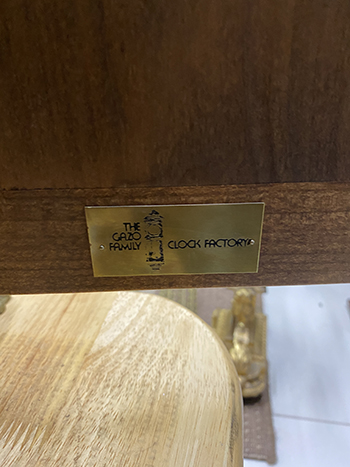 THE
GAZO
FAMILY
CLOCK FACTORY®